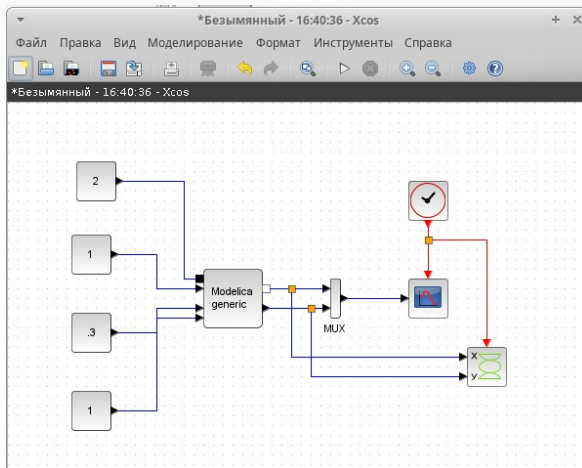 *Безымянный - 16:40:36 - Xcos
Файл Правка Вид Моделирование Формат Инструменты Справка
*Безымянный - 16:40:36 - Xcos
2
1
Modelica
generic
.3
MUX
X
y
1